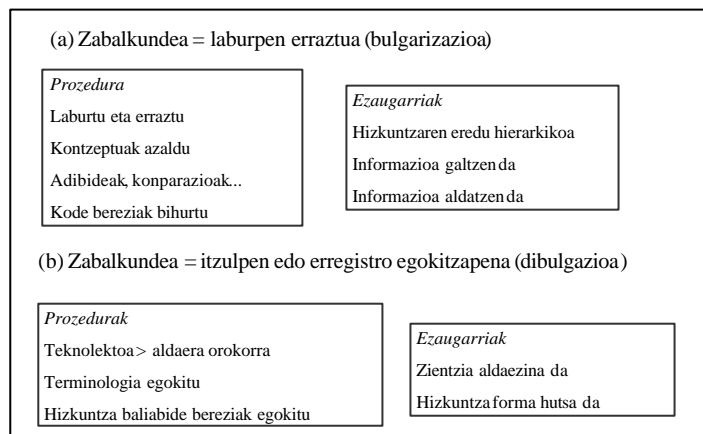 (a) Zabalkundea = laburpen erraztua (bulgarizazioa)
Prozedura
Laburtu eta erraztu
Kontzeptuak azaldu
Adibideak, konparazioak...
Kode bereziak bihurtu
Ezaugarriak
Hizkuntzaren eredu hierarkikoa
Informazioa galtzen da
Informazioa aldatzen da
(b) Zabalkundea = itzulpen edo erregistro egokitzapena (dibulgazioa)
Prozedurak
Teknolektoa > aldaera orokorra
Terminologia egokitu
Hizkuntza baliabide bereziak egokitu
Ezaugarriak
Zientzia aldaezina da
Hizkuntza forma hutsa da